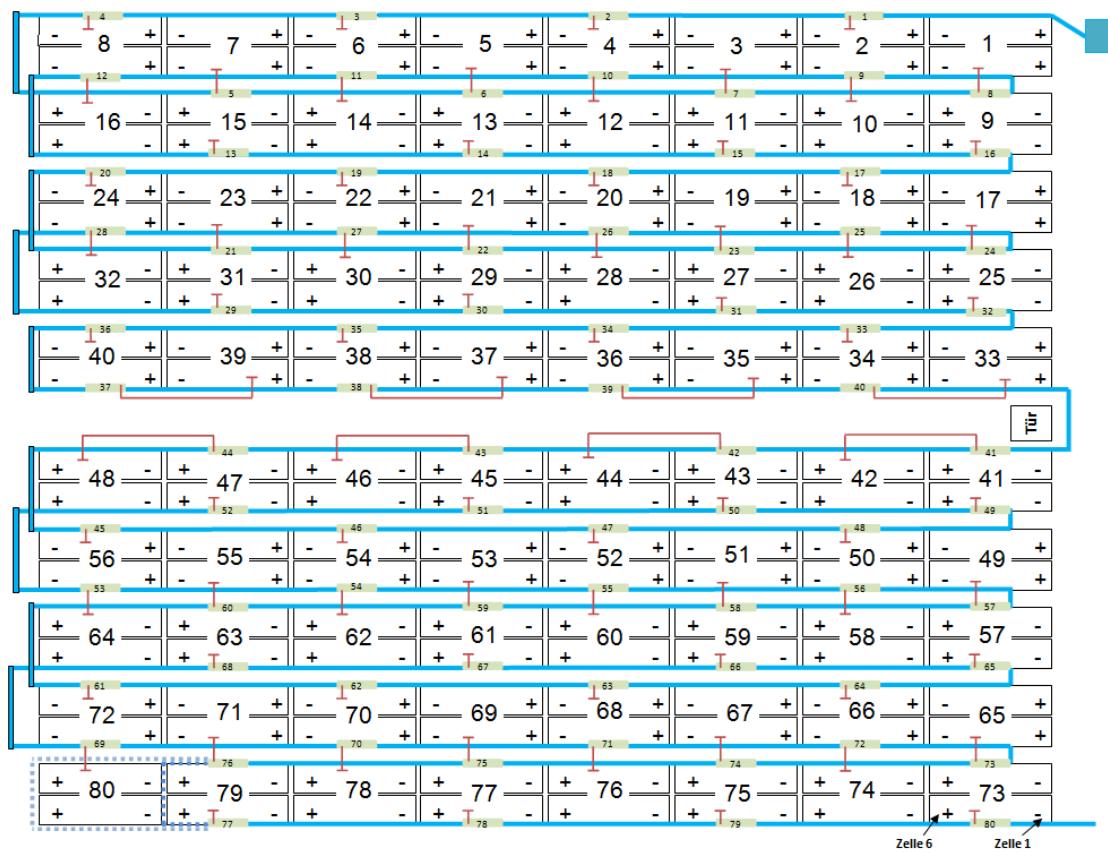 4 3 2 1
- + - + - + - + - + - + - + - +
8 7 6 5 4 3 2 1
- + - + - + - + - + - + - + - +
12 11 10 9
5 6 7 8
+ - + - + - + - + - + - + - + -
16 15 14 13 12 11 10 9
+ - + - + - + - + - + - + - + -
13 14 15 16
20 19 18 17
- + - + - + - + - + - + - + - +
24 23 22 21 20 19 18 17
- + - + - + - + - + - + - + - +
28 27 26 25
21 22 23 24
+ - + - + - + - + - + - + - + -
32 31 30 29 28 27 26 25
+ - + - + - + - + - + - + - + -
29 30 31 32
36 35 34 33
- + - + - + - + - + - + - + - +
40 39 38 37 36 35 34 33
- + - + - + - + - + - + - + - +
37 38 39 40
Tür
44 43 42 41
+ - + - + - + - + - + - + - + -
48 47 46 45 44 43 42 41
+ - + - + - + - + - + - + - + -
52 51 50 49
45 46 47 48
- + - + - + - + - + - + - + - +
56 55 54 53 52 51 50 49
- + - + - + - + - + - + - + - +
53 54 55 56
60 59 58 57
+ - + - + - + - + - + - + - + -
64 63 62 61 60 59 58 57
+ - + - + - + - + - + - + - + -
68 67 66 65
61 62 63 64
- + - + - + - + - + - + - + - +
72 71 70 69 68 67 66 65
- + - + - + - + - + - + - + - +
69 70 71 72
76 75 74 73
+ - + - + - + - + - + - + - + -
80 79 78 77 76 75 74 73
+ - + - + - + - + - + - + - + -
77 78 79 80
Zelle 6 Zelle 1